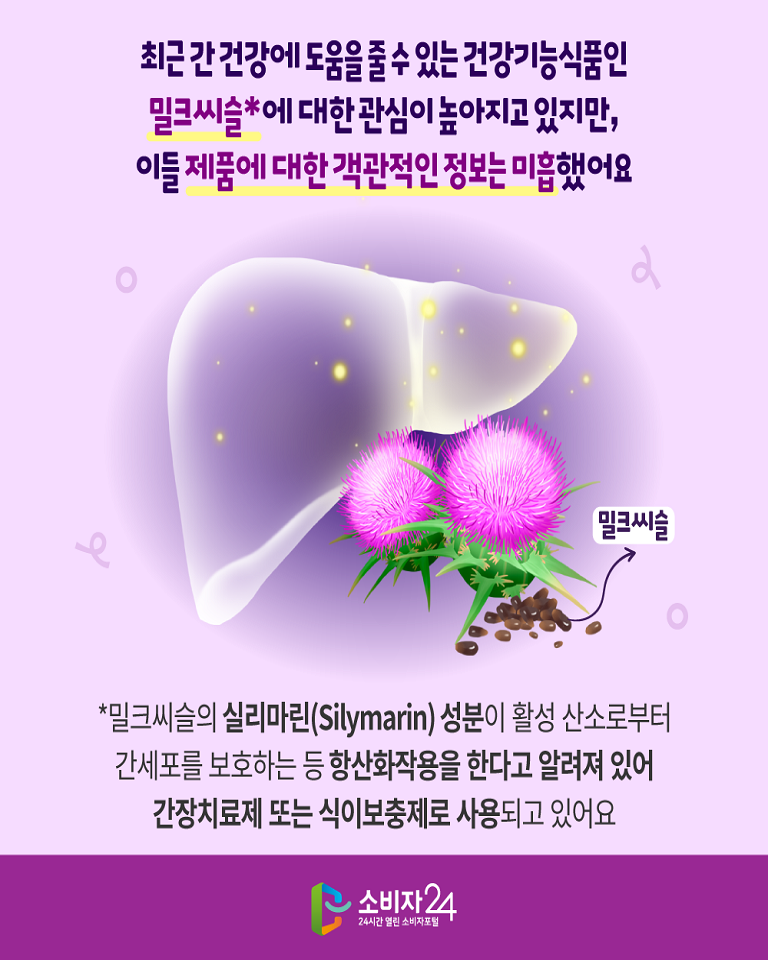 최근 간 건강에 도움을 줄 수 있는 건강기능식품인
밀크씨슬*에 대한 관심이 높아지고 있지만,
이들 제품에 대한 객관적인 정보는 미흡했어요
밀크씨슬
*밀크씨슬의 실리마린(Silymarin) 성분이 활성 산소로부터
간세포를 보호하는 등 항산화작용을 한다고 알려져 있어
간장치료제 또는 식이보충제로 사용되고 있어요
소비자24
24시간 열린 소비자포털